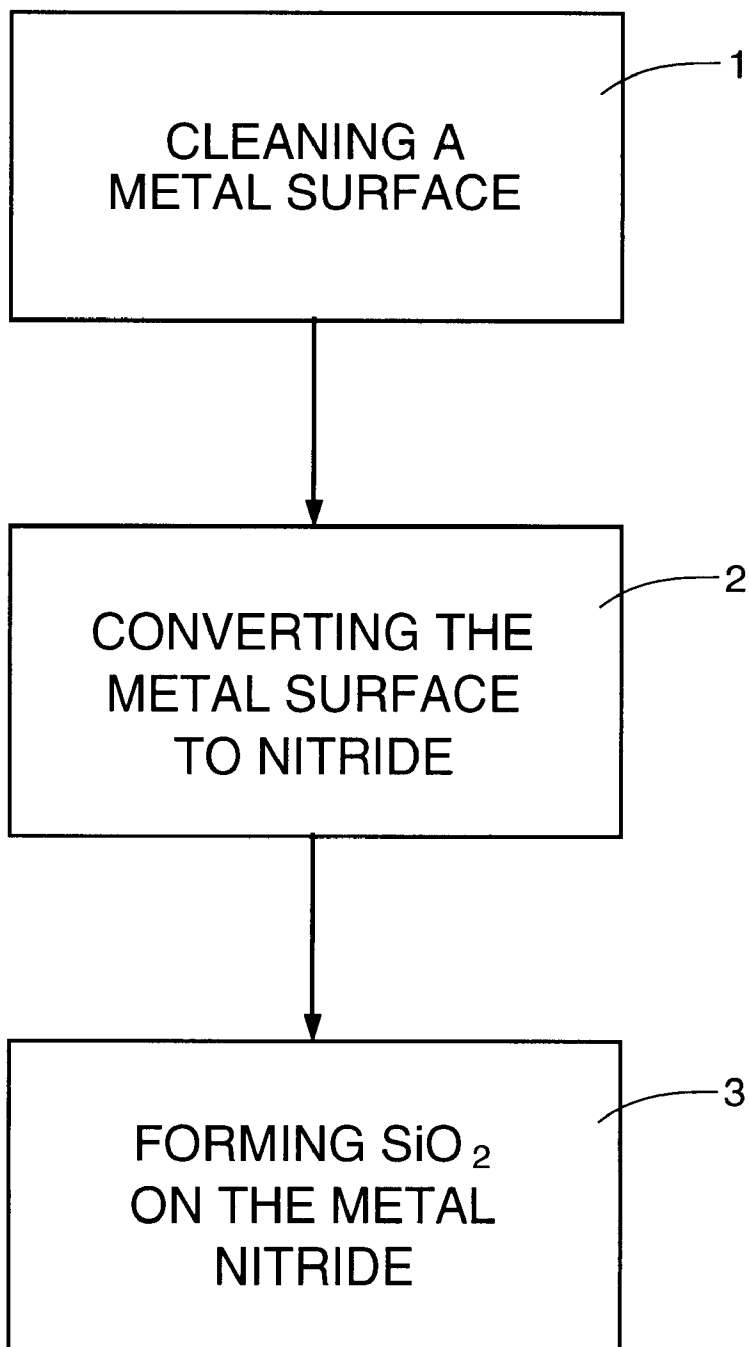 1
CLEANING A
METAL SURFACE
2
CONVERTING THE
METAL SURFACE
TO NITRIDE
3
FORMING SiO₂
ON THE METAL
NITRIDE